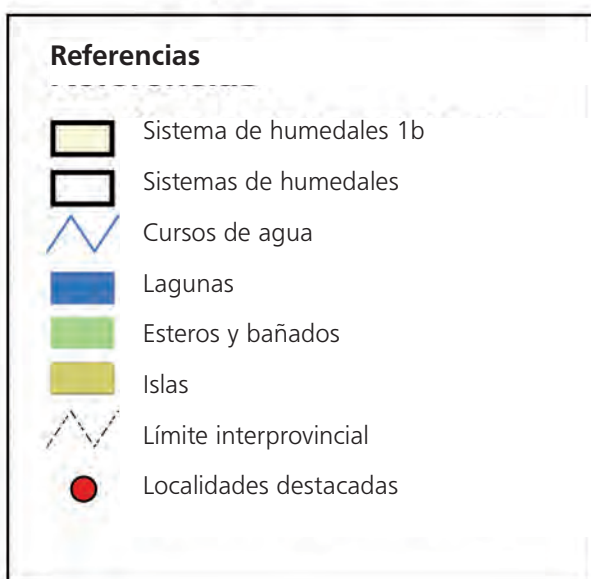 Referencias
Sistema de humedales 1b
Sistemas de humedales
Cursos de agua
Lagunas
Esteros y bañados
Islas
Límite interprovincial
Localidades destacadas